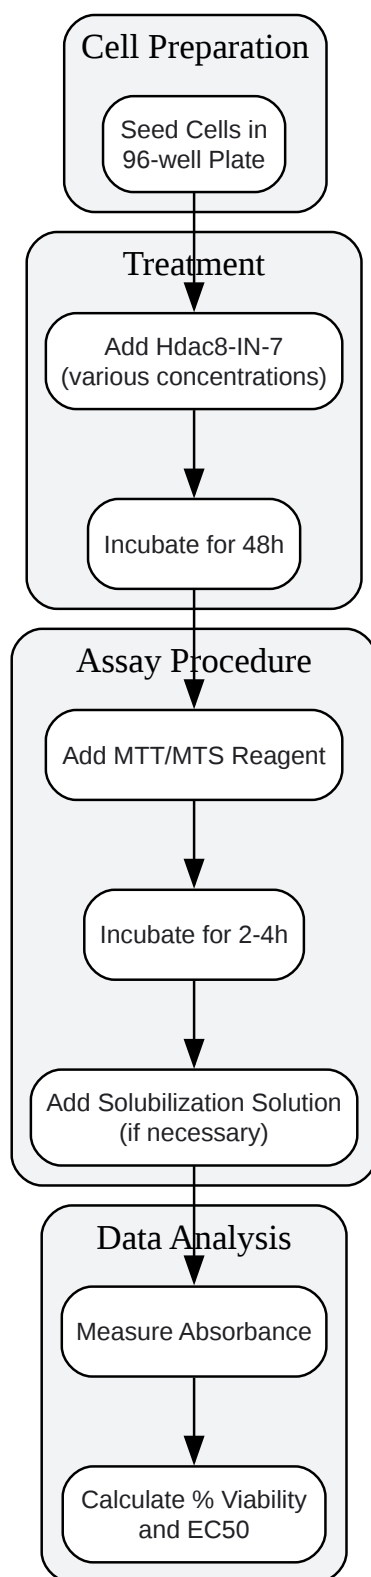 Cell Preparation
Seed Cells in
96-well Plate
Treatment
Add Hdac8-IN-7
(various concentrations)
Incubate for 48h
Assay Procedure
Add MTT/MTS Reagent
Incubate for 2-4h
Add Solubilization Solution
(if necessary)
Data Analysis
Measure Absorbance
Calculate % Viability
and EC50